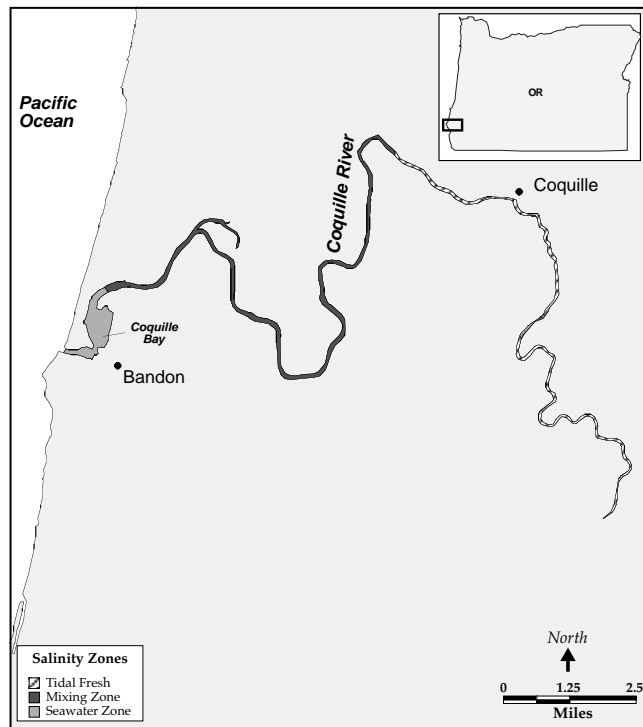 Pacific
Ocean
OR
Coquille River
Coquille
Coquille
Bay
Bandon
Salinity Zones
Tidal Fresh
Mixing Zone
Seawater Zone
North
0 1.25 2.5
Miles